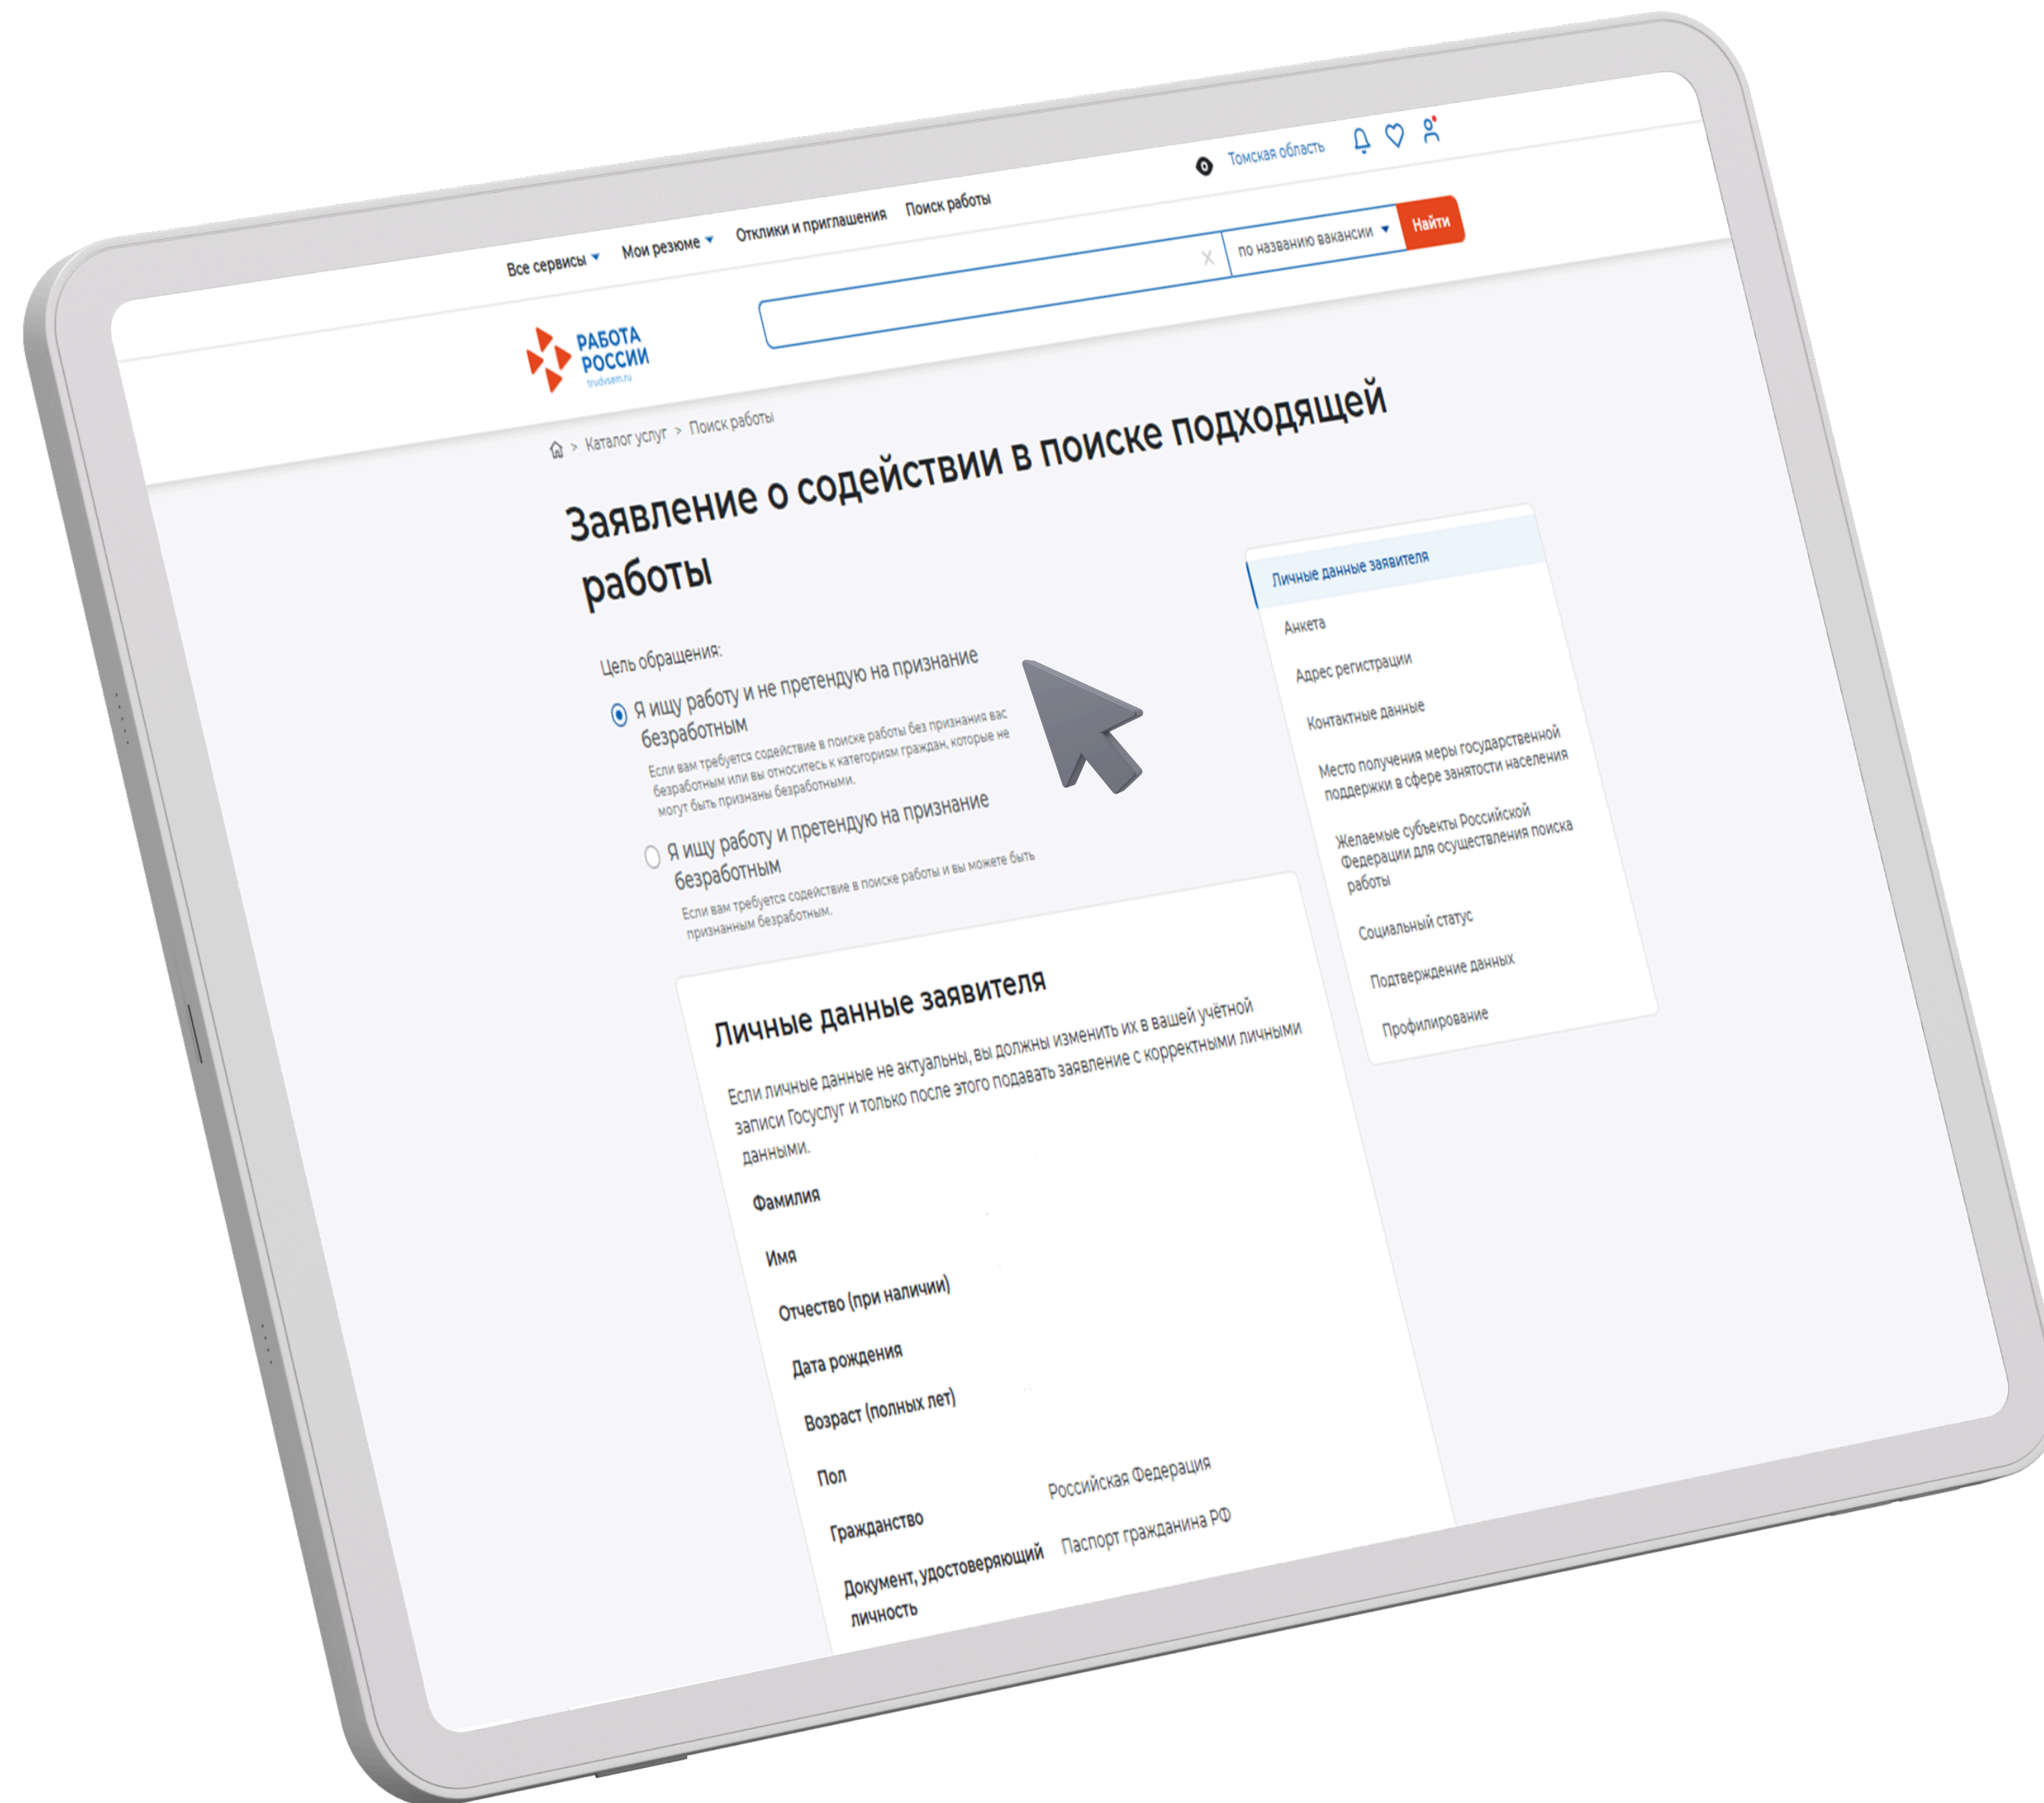 Все сервисы Мои резюме Отклики и приглашения Поиск работы Томская область
РАБОТА
РОССИИ
trudvsem.ru
по названию вакансии Найти
> Каталог услуг > Поиск работы
Заявление о содействии в поиске подходящей
работы
Цель обращения:
Я ищу работу и не претендую на признание
безработным
Если вам требуется содействие в поиске работы без признания вас
безработным или вы относитесь к категориям граждан, которые не
могут быть признаны безработными.
Я ищу работу и претендую на признание
безработным
Если вам требуется содействие в поиске работы и вы можете быть
признанным безработным.
Личные данные заявителя
Если личные данные не актуальны, вы должны изменить их в вашей учётной
записи Госуслуг и только после этого подавать заявление с корректными личными
данными.
Фамилия
Имя
Отчество (при наличии)
Дата рождения
Возраст (полных лет)
Пол
Гражданство Российская Федерация
Документ, удостоверяющий Паспорт гражданина РФ
личность
Личные данные заявителя
Анкета
Адрес регистрации
Контактные данные
Место получения меры государственной
поддержки в сфере занятости населения
Желаемые субъекты Российской
Федерации для осуществления поиска
работы
Социальный статус
Подтверждение данных
Профилирование